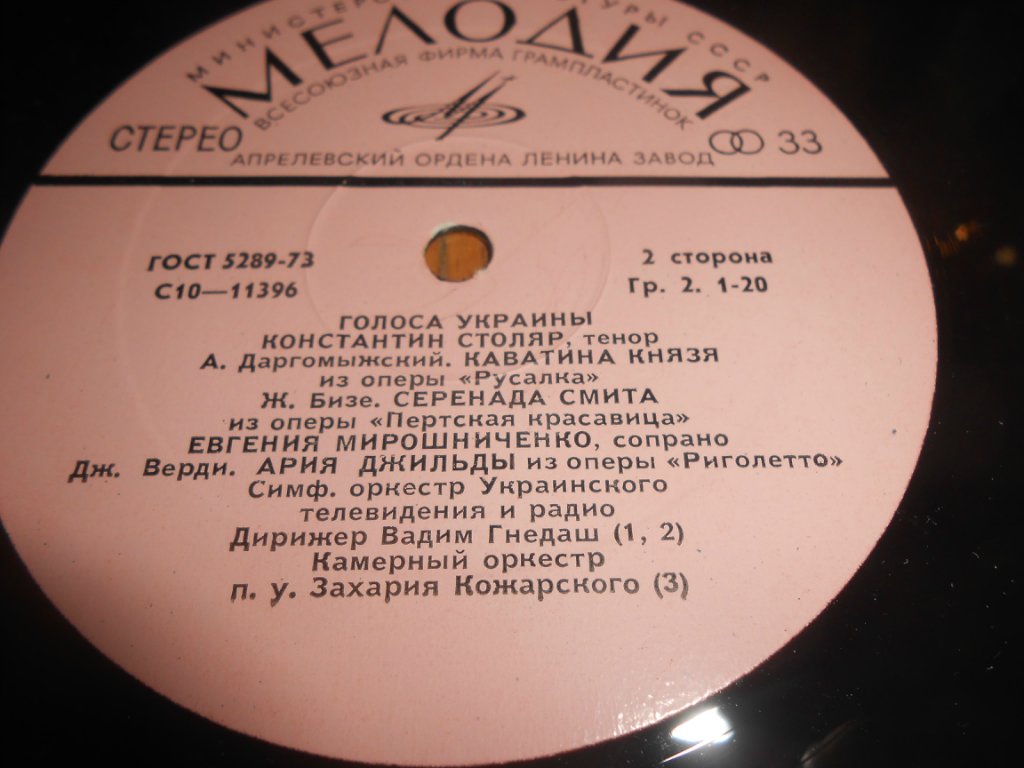 МИНИСТЕРСТВО КУЛЬТУРЫ СССР
МЕЛОДИЯ
ВСЕСОЮЗНАЯ ФИРМА ГРАМПЛАСТИНОК
СТЕРЕО
33
АПРЕЛЕВСКИЙ ОРДЕНА ЛЕНИНА ЗАВОД
ГОСТ 5289-73
2 сторона
С10—11396
Гр. 2. 1-20
ГОЛОСА УКРАИНЫ
КОНСТАНТИН СТОЛЯР, тенор
А. Даргомыжский. КАВАТИНА КНЯЗЯ
из оперы «Русалка»
Ж. Бизе. СЕРЕНАДА СМИТА
из оперы «Пертская красавица»
ЕВГЕНИЯ МИРОШНИЧЕНКО, сопрано
Дж. Верди. АРИЯ ДЖИЛЬДЫ из оперы «Риголетто»
Симф. оркестр Украинского
телевидения и радио
Дирижер Вадим Гнедаш (1, 2)
Камерный оркестр
п. у. Захария Кожарского (3)